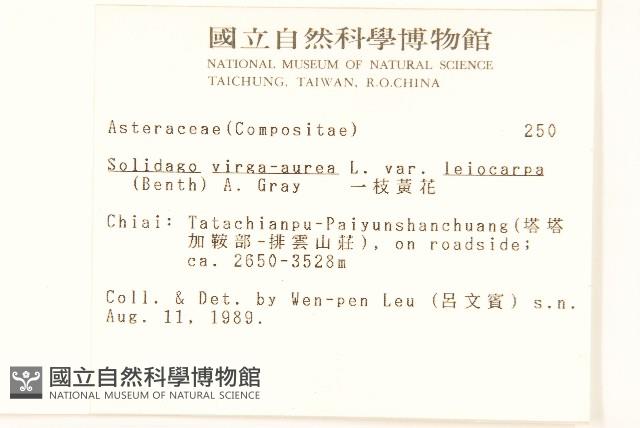 國立自然科學博物館
NATIONAL MUSEUM OF NATURAL SCIENCE
TAICHUNG, TAIWAN, R.O.CHINA
Asteraceae(Compositae) 250
Solidago virga-aurea L. var. leiocarpa
(Benth) A. Gray 一枝黃花
Chiai: Tatachianpu-Paiyunshanchuang(塔塔
加鞍部-排雲山莊), on roadside;
ca. 2650-3528m
Coll. & Det. by Wen-pen Leu (呂文賓) s.n.
Aug. 11, 1989.
國立自然科學博物館
NATIONAL MUSEUM OF NATURAL SCIENCE